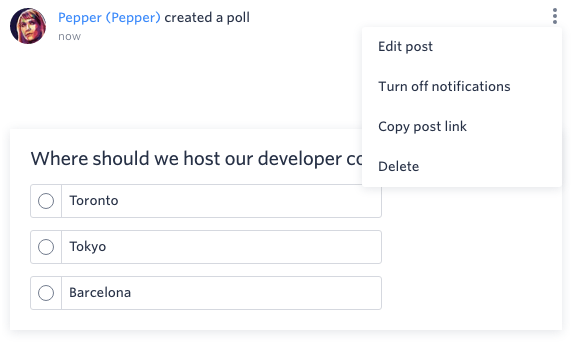 Pepper (Pepper) created a poll
now
Edit post
Turn off notifications
Copy post link
Delete
Where should we host our developer
Toronto
Tokyo
Barcelona